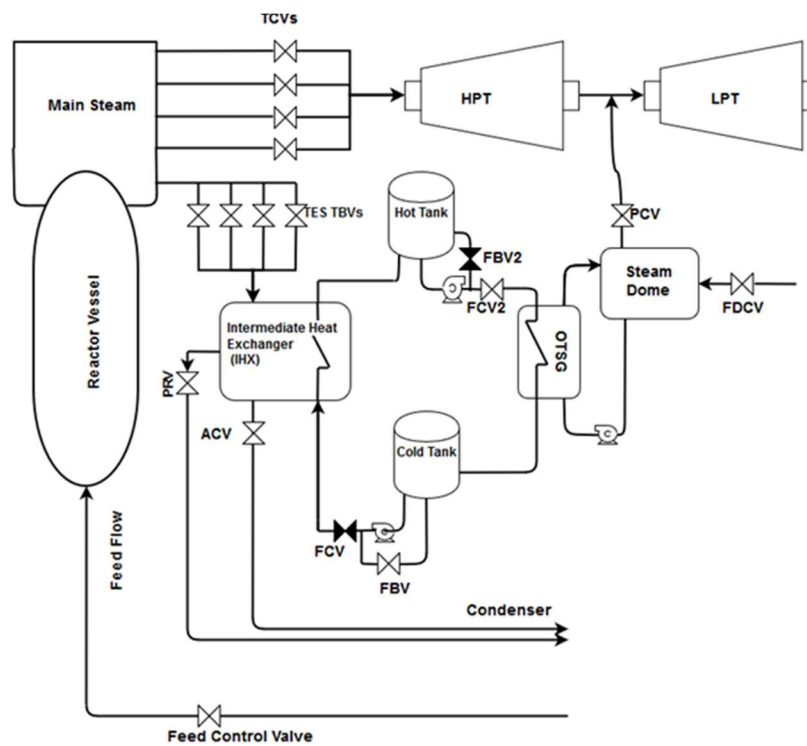 TCVs
Main Steam
HPT
LPT
TES TBVs
Hot Tank
PCV
FBV2
FCV2
Steam
Dome
FDCV
Reactor Vessel
Intermediate Heat
Exchanger
(IHX)
OTSG
PRV
ACV
Cold Tank
C
C
C
FCV
FBV
Feed Flow
Condenser
Feed Control Valve